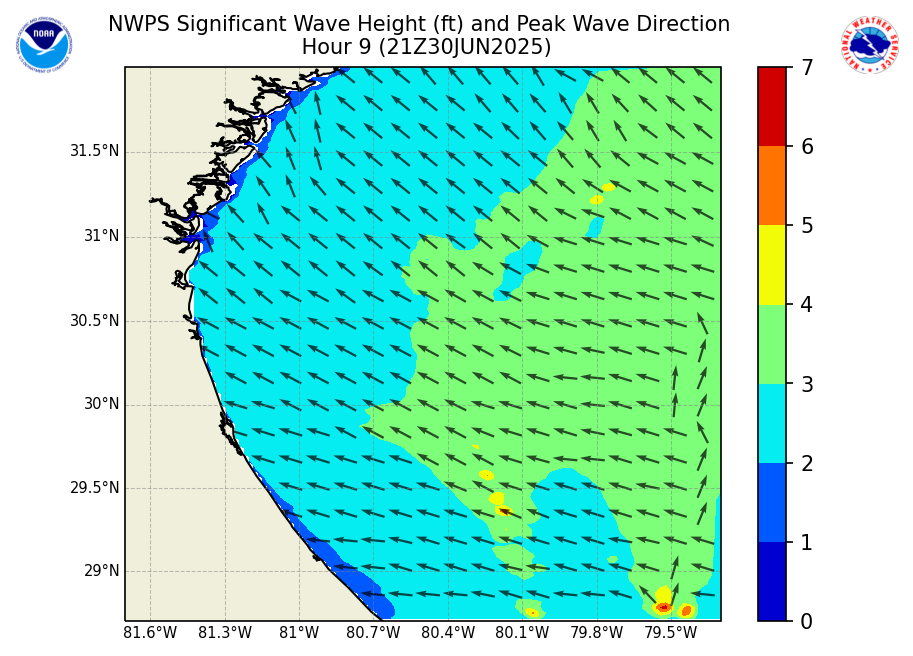 NWPS Significant Wave Height (ft) and Peak Wave Direction
Hour 9 (21Z30JUN2025)
NOAA
NATIONAL WEATHER SERVICE
7
6
5
4
3
2
1
0
31.5°N
31°N
30.5°N
30°N
29.5°N
29°N
81.6°W 81.3°W 81°W 80.7°W 80.4°W 80.1°W 79.8°W 79.5°W